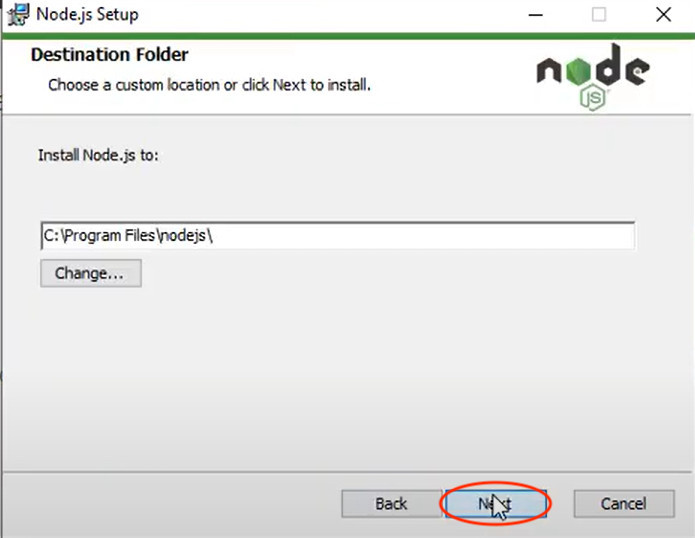 Node.js Setup
Destination Folder
Choose a custom location or click Next to install.
node
JS
Install Node.js to:
C:\Program Files\nodejs\
Change...
Back
Next
Cancel